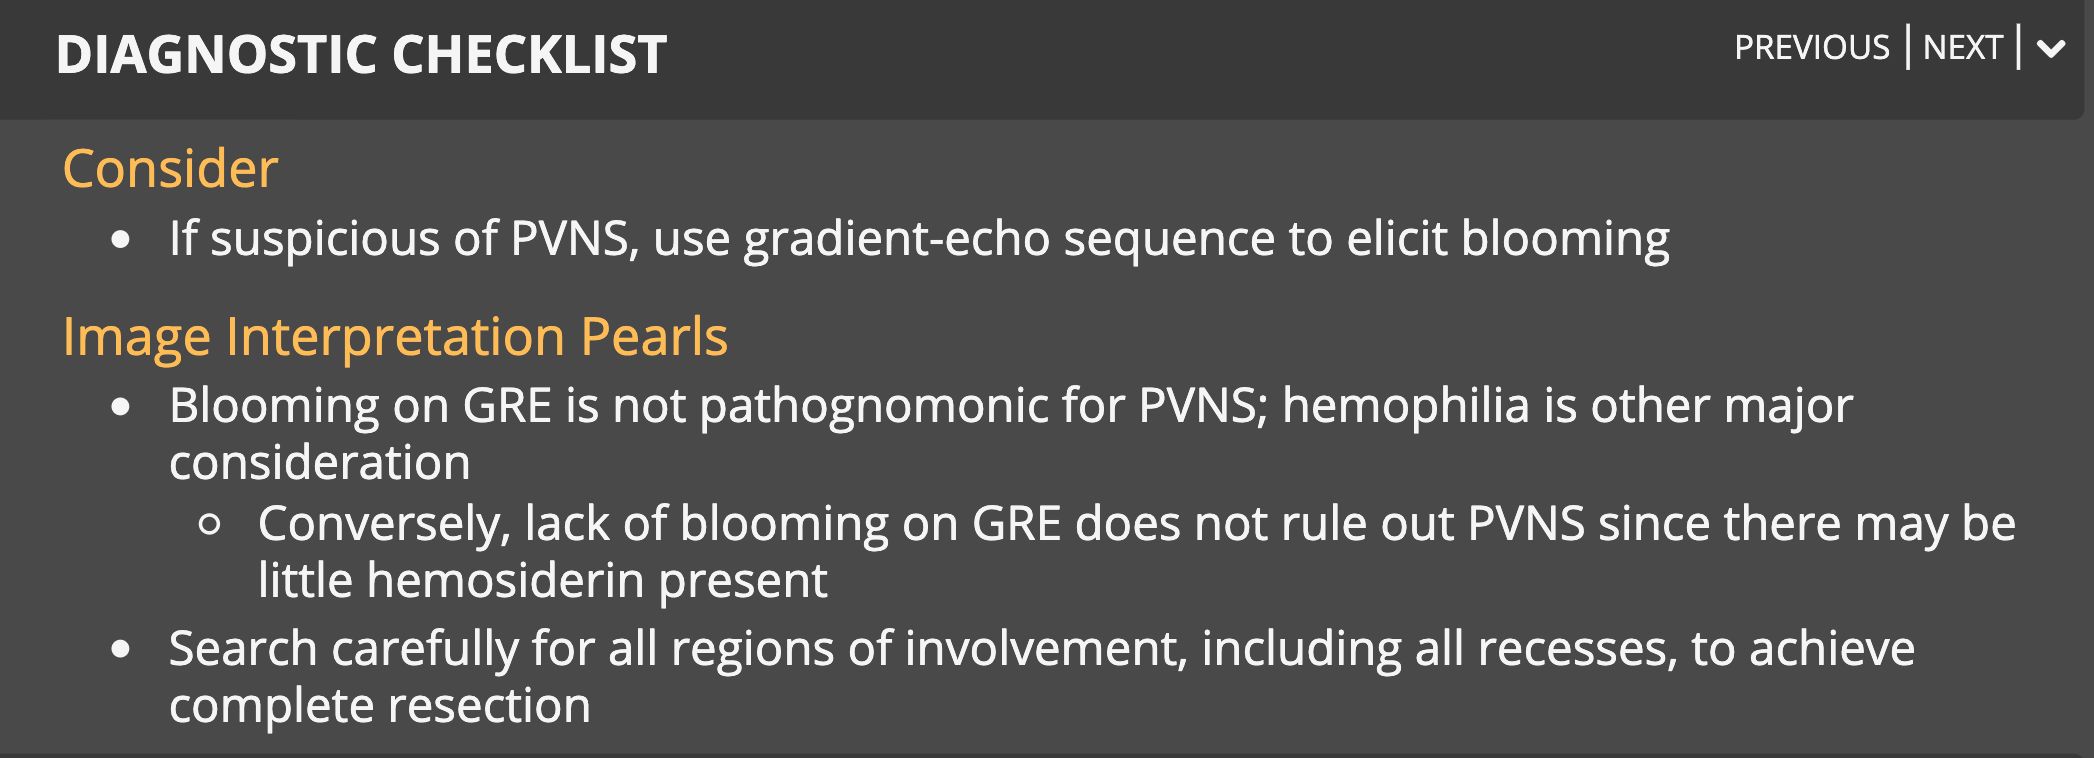 DIAGNOSTIC CHECKLIST
PREVIOUS | NEXT |
Consider
• If suspicious of PVNS, use gradient-echo sequence to elicit blooming
Image Interpretation Pearls
• Blooming on GRE is not pathognomonic for PVNS; hemophilia is other major
consideration
○ Conversely, lack of blooming on GRE does not rule out PVNS since there may be
little hemosiderin present
• Search carefully for all regions of involvement, including all recesses, to achieve
complete resection